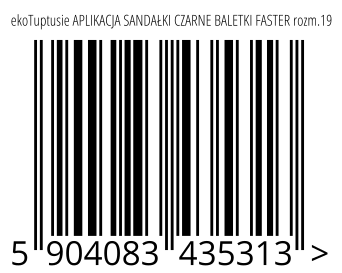 ekoTuptusie APLIKACJA SANDAŁKI CZARNE BALETKI FASTER rozm.19
5 904083 435313 >